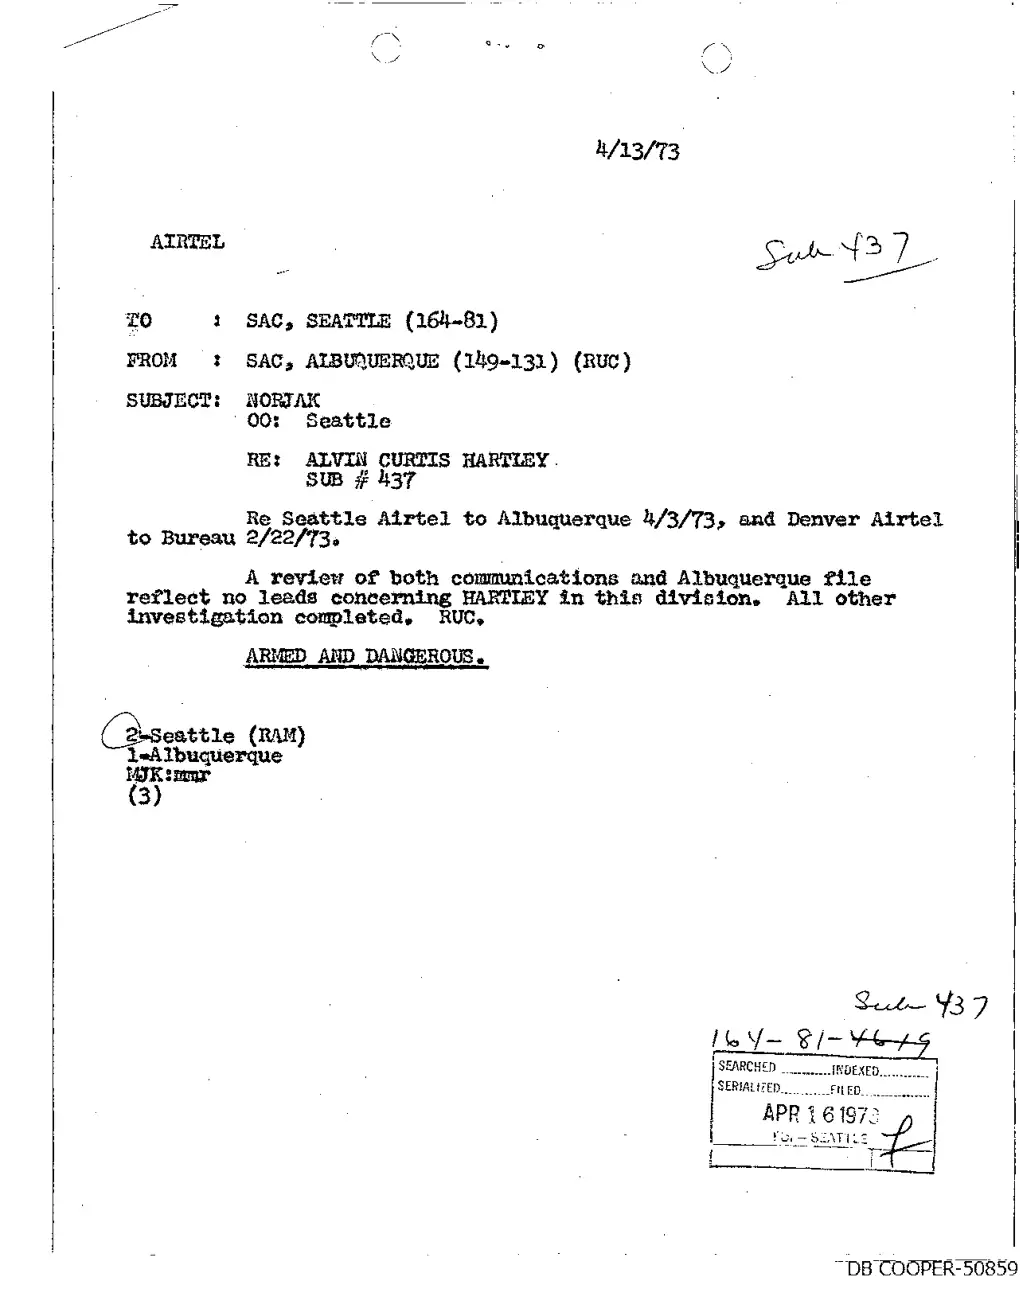 4/13/73
AIRTEL
Sub 437
TO : SAC, SEATTLE (164-81)
FROM : SAC, ALBUQUERQUE (149-131) (RUC)
SUBJECT: NORJAK
OO: Seattle
RE: ALVIN CURTIS HARTLEY.
SUB # 437
Re Seattle Airtel to Albuquerque 4/3/73, and Denver Airtel
to Bureau 2/22/73.
A review of both communications and Albuquerque file
reflect no leads concerning HARTLEY in this division. All other
investigation completed. RUC.
ARMED AND DANGEROUS.
2-Seattle (RAM)
1-Albuquerque
MJK:mmr
(3)
Sub 437
164-81-4619
SEARCHED ........... INDEXED...........
SERIALIZED........... FILED...........
APR 16 1973
FBI - SEATTLE
DB COOPER-50859